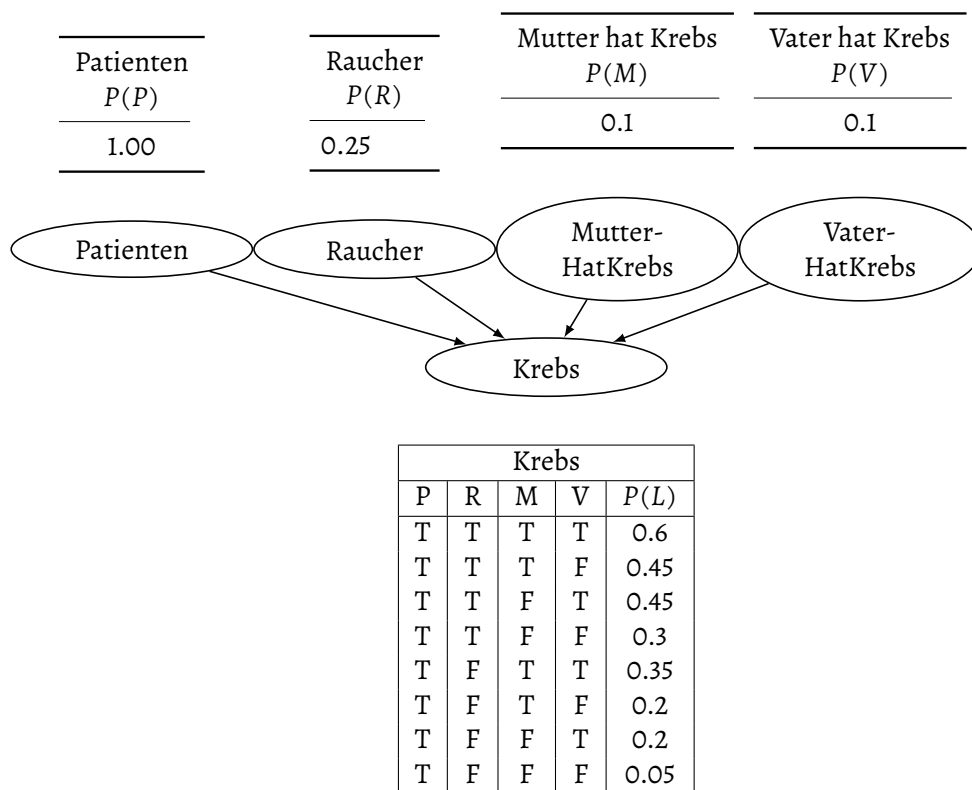 Patienten
P(P)
1.00
Raucher
P(R)
0.25
Mutter hat Krebs
P(M)
0.1
Vater hat Krebs
P(V)
0.1
Patienten
Raucher
Mutter-
HatKrebs
Vater-
HatKrebs
Krebs
Krebs
P R M V P(L)
T T T T 0.6
T T T F 0.45
T T F T 0.45
T T F F 0.3
T F T T 0.35
T F T F 0.2
T F F T 0.2
T F F F 0.05